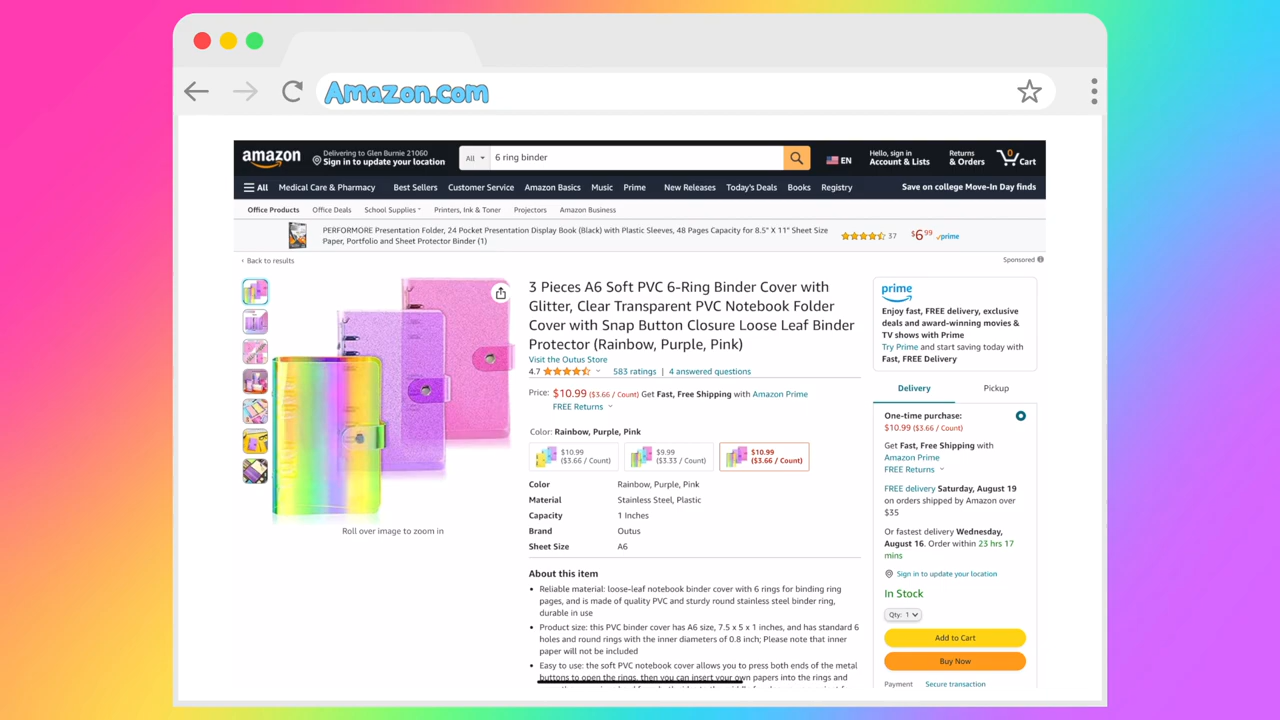 Amazon.com
amazon
Delivering to Glen Burnie 21060
Sign in to update your location
All
6 ring binder
EN
Hello, sign in
Account & Lists
Returns
& Orders
0
Cart
All
Medical Care & Pharmacy
Best Sellers
Customer Service
Amazon Basics
Music
Prime
New Releases
Today's Deals
Books
Registry
Save on college Move-In Day finds
Office Products
Office Deals
School Supplies
Printers, Ink & Toner
Projectors
Amazon Business
PERFORMORE Presentation Folder, 24 Pocket Presentation Display Book (Black) with Plastic Sleeves, 48 Pages Capacity for 8.5" X 11" Sheet Size
Paper, Portfolio and Sheet Protector Binder (1)
37
$6.99
prime
‹ Back to results
Sponsored
3 Pieces A6 Soft PVC 6-Ring Binder Cover with
Glitter, Clear Transparent PVC Notebook Folder
Cover with Snap Button Closure Loose Leaf Binder
Protector (Rainbow, Purple, Pink)
Visit the Outus Store
4.7
583 ratings | 4 answered questions
Price: $10.99 ($3.66 / Count) Get Fast, Free Shipping with Amazon Prime
FREE Returns
Color: Rainbow, Purple, Pink
$10.99
($3.66 / Count)
$9.99
($3.33 / Count)
$10.99
($3.66 / Count)
Color Rainbow, Purple, Pink
Material Stainless Steel, Plastic
Capacity 1 Inches
Brand Outus
Sheet Size A6
Roll over image to zoom in
About this item
• Reliable material: loose-leaf notebook binder cover with 6 rings for binding ring
pages, and is made of quality PVC and sturdy round stainless steel binder ring,
durable in use
• Product size: this PVC binder cover has A6 size, 7.5 x 5 x 1 inches, and has standard 6
holes and round rings with the inner diameters of 0.8 inch; Please note that inner
paper will not be included
• Easy to use: the soft PVC notebook cover allows you to press both ends of the metal
buttons to open the rings, then you can insert your own papers into the rings and
prime
Enjoy fast, FREE delivery, exclusive
deals and award-winning movies &
TV shows with Prime
Try Prime and start saving today with
Fast, FREE Delivery
Delivery
Pickup
One-time purchase:
$10.99 ($3.66 / Count)
Get Fast, Free Shipping with
Amazon Prime
FREE Returns
FREE delivery Saturday, August 19
on orders shipped by Amazon over
$35
Or fastest delivery Wednesday,
August 16. Order within 23 hrs 17
mins
Sign in to update your location
In Stock
Qty: 1
Add to Cart
Buy Now
Payment Secure transaction